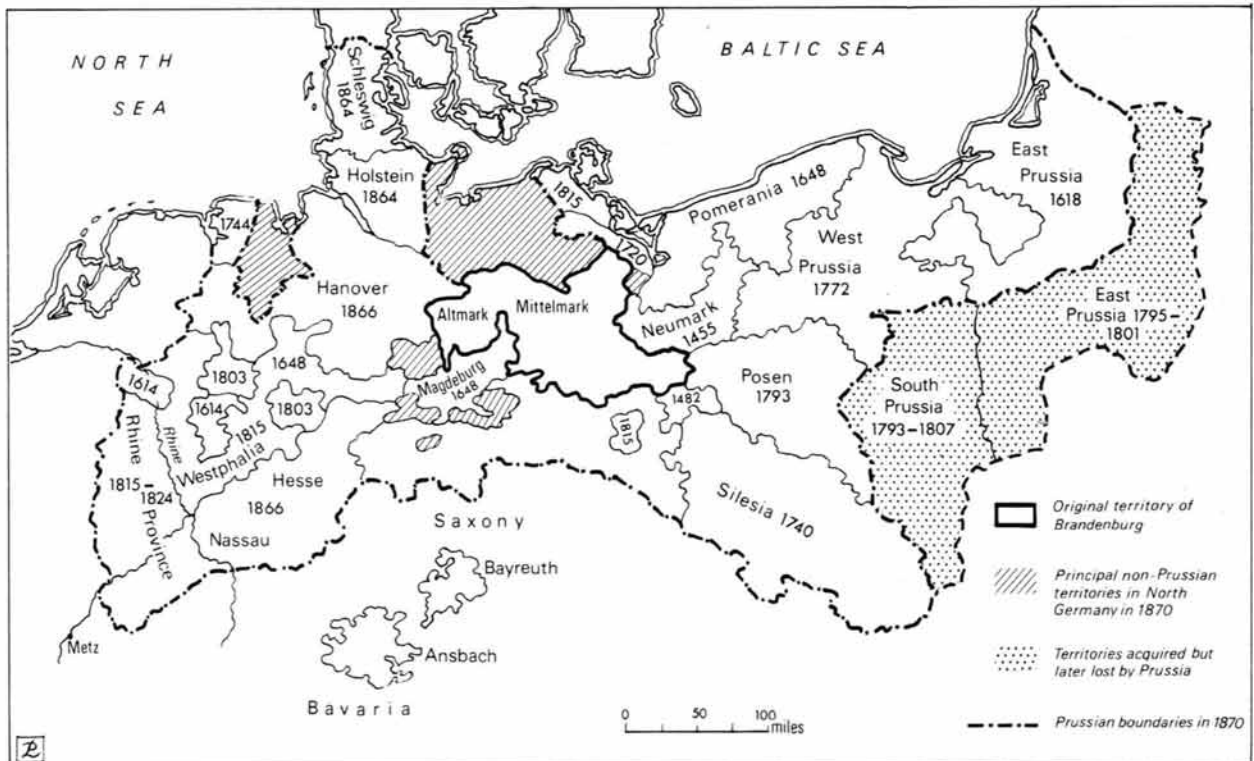 NORTH
SEA
BALTIC SEA
Schleswig
1864
Holstein
1864
1744
Hanover
1866
1815
1720
Pomerania 1648
West
Prussia
1772
East
Prussia
1618
Altmark
Mittelmark
Neumark
1455
East
Prussia 1795–
1801
1614
1803
1648
1614
1803
1815
Westphalia
Magdeburg
1648
1482
1815
Posen
1793
South
Prussia
1793–1807
Rhine
Province
1815–
1824
Rhine
Hesse
1866
Nassau
Saxony
Silesia 1740
Bayreuth
Ansbach
Metz
Bavaria
0 50 100
miles
Original territory of
Brandenburg
Principal non-Prussian
territories in North
Germany in 1870
Territories acquired but
later lost by Prussia
Prussian boundaries in 1870